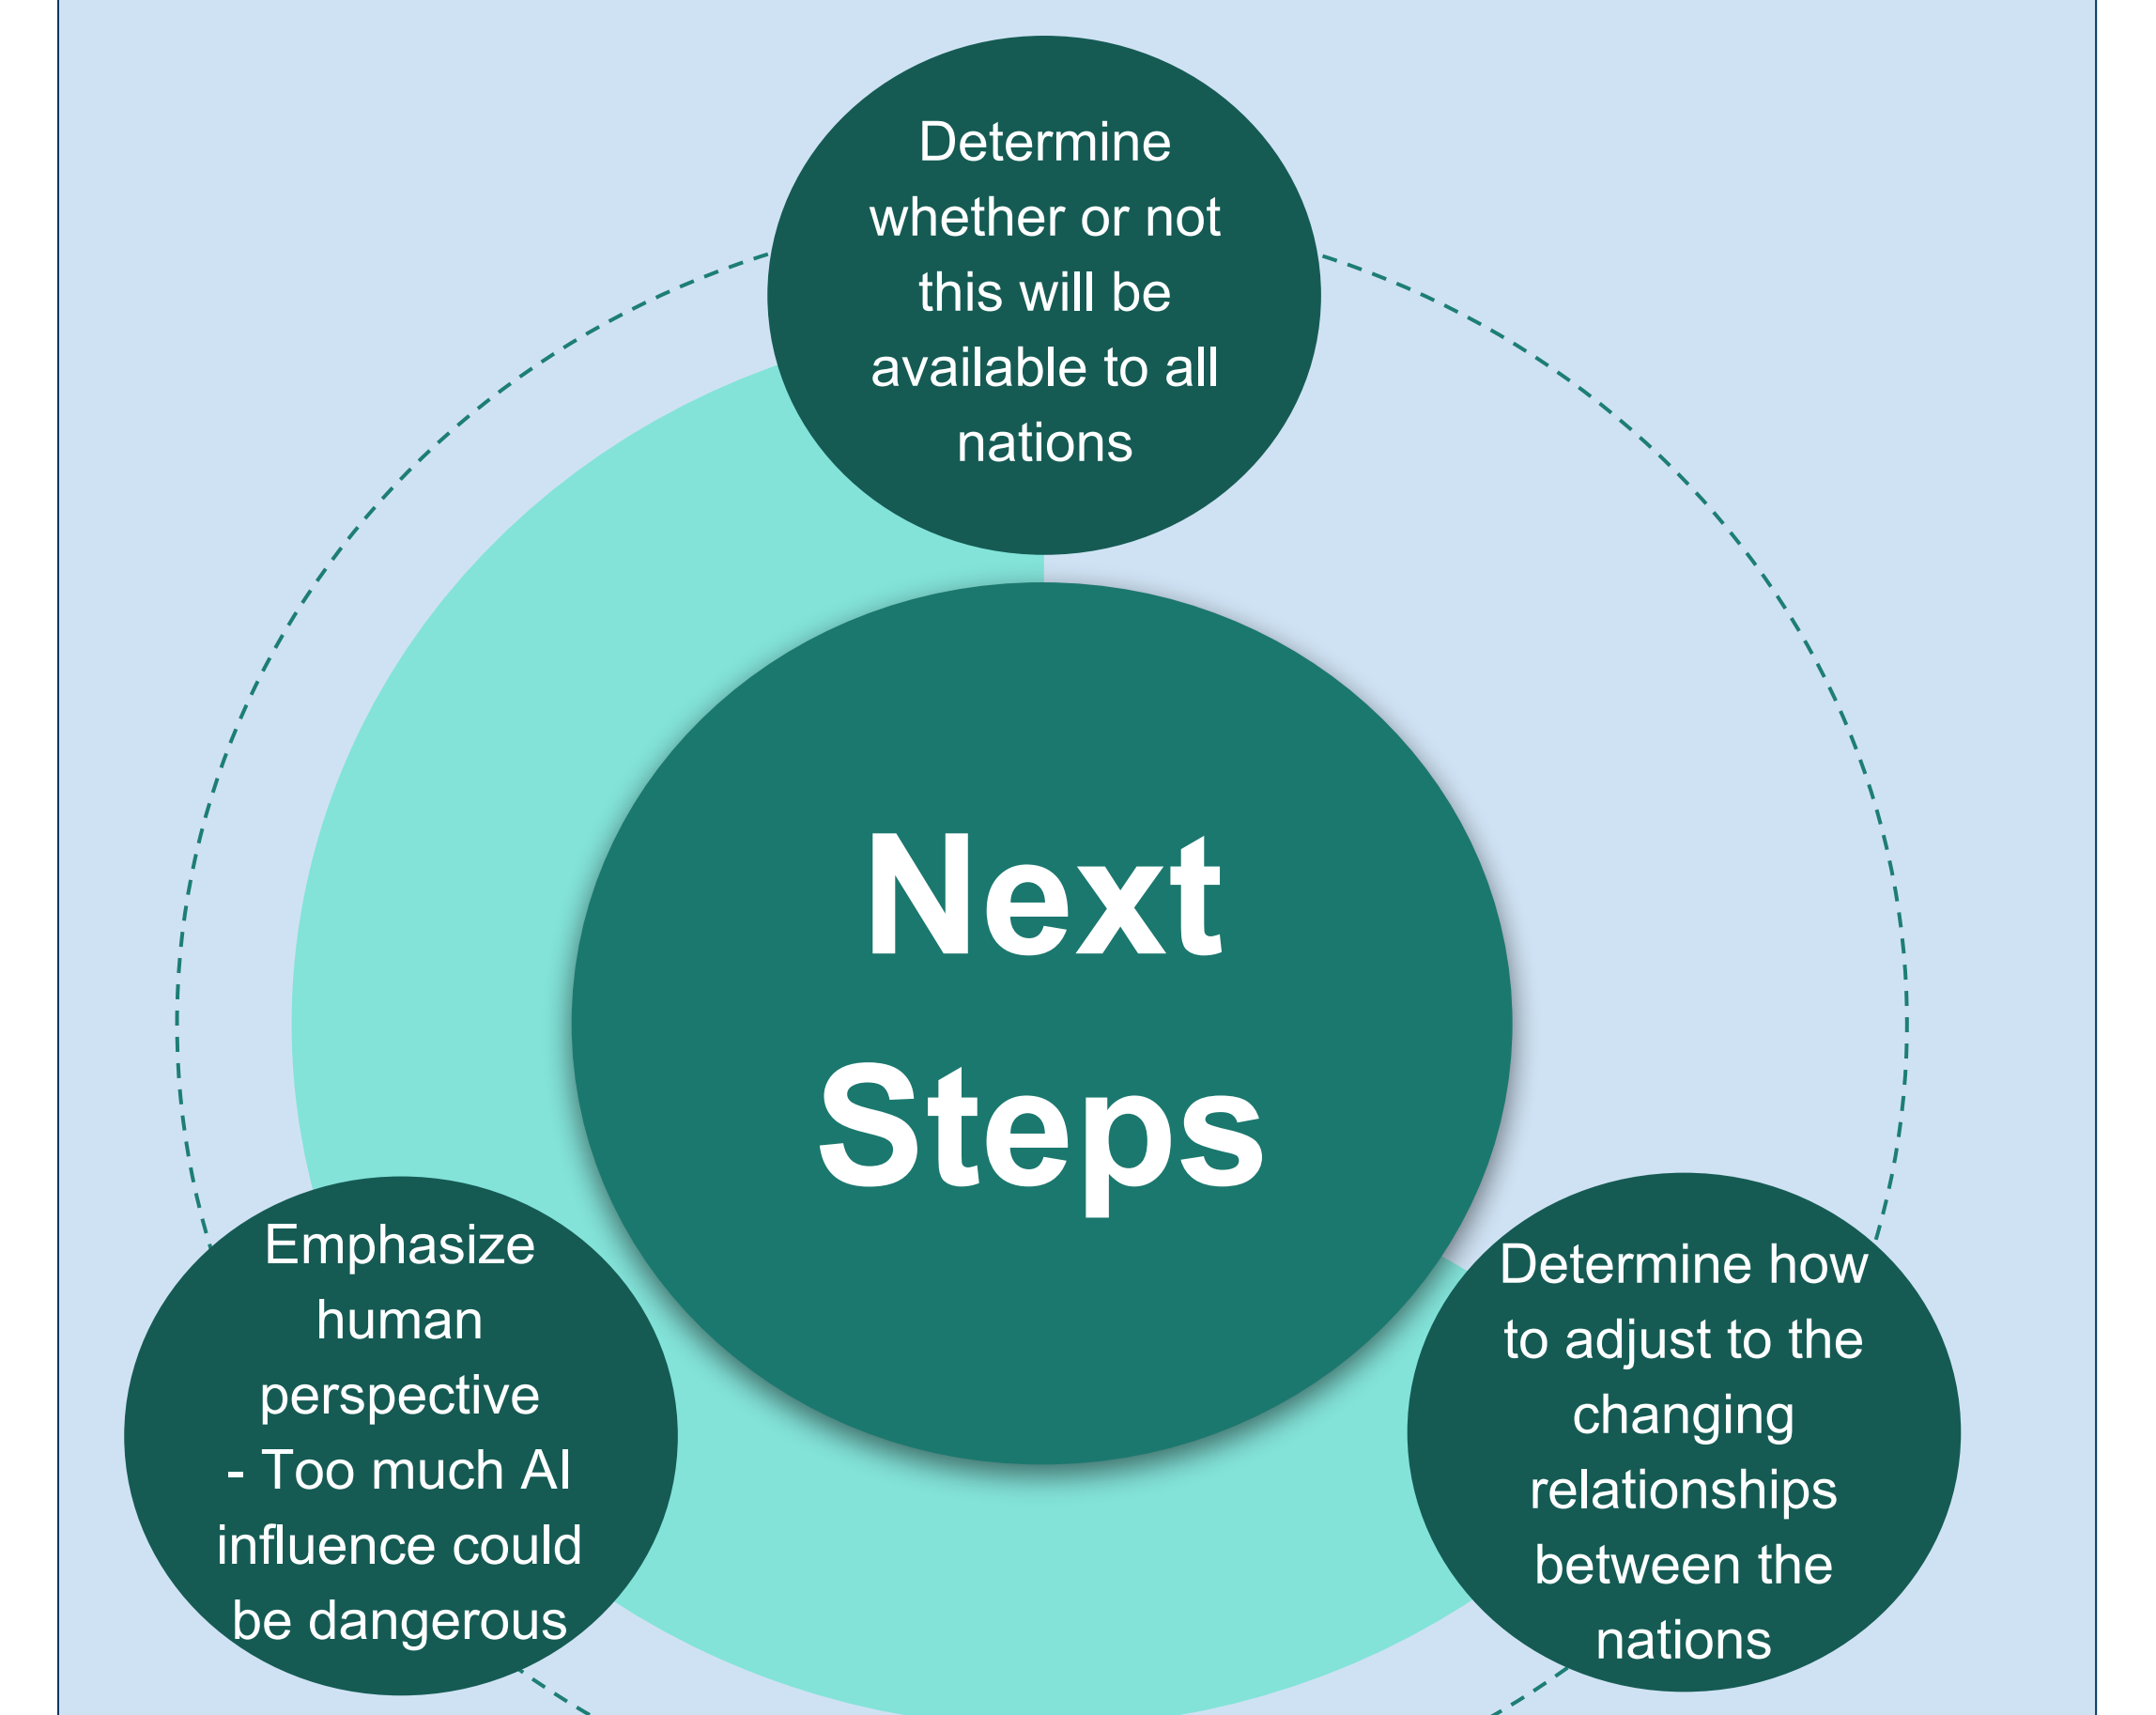 Determine
whether or not
this will be
available to all
nations
Next
Steps
Emphasize
human
perspective
- Too much AI
influence could
be dangerous
Determine how
to adjust to the
changing
relationships
between the
nations